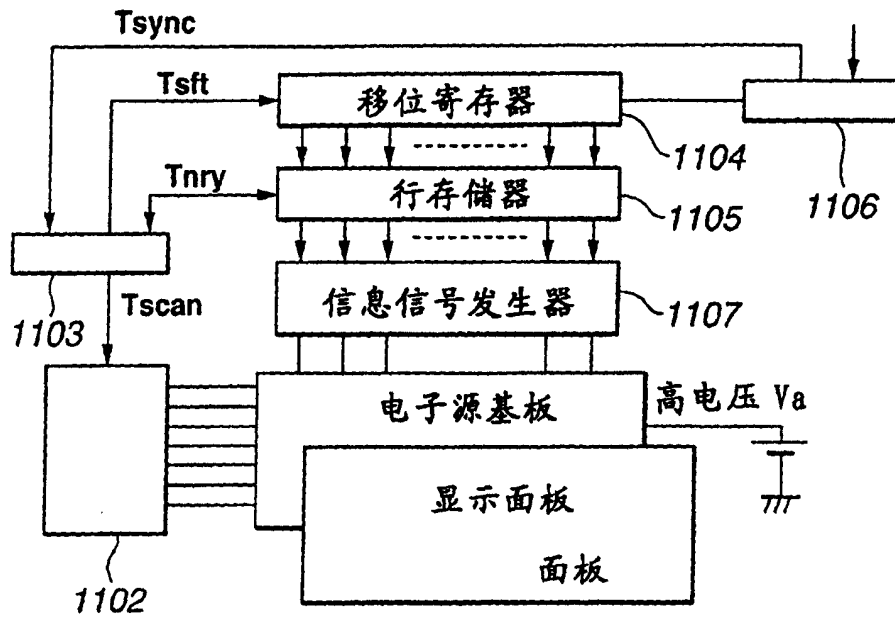 Tsync
Tsft
移位寄存器
1104
1106
Tnry
行存储器
1105
1103
Tscan
信息信号发生器
1107
电子源基板
高电压 Va
显示面板
面板
1102